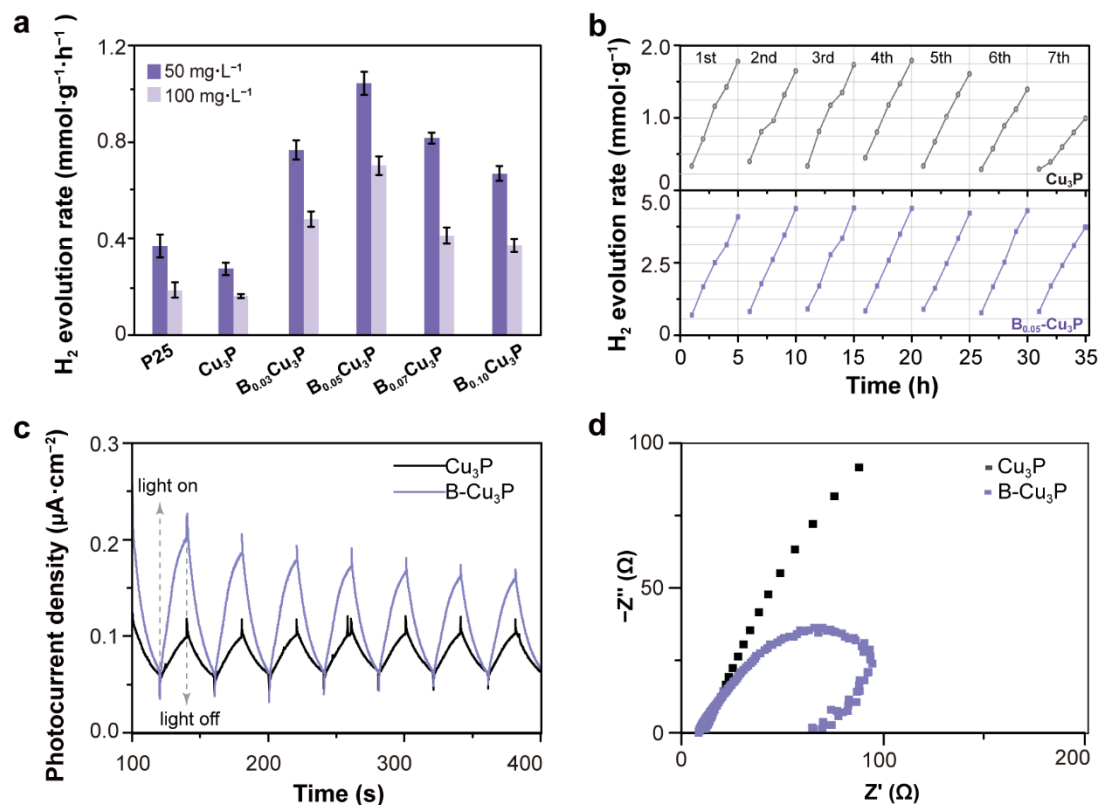 a
H₂ evolution rate (mmol·g⁻¹·h⁻¹)
1.2
0.8
0.4
0
50 mg·L⁻¹
100 mg·L⁻¹
P25
Cu₃P
B₀.₀₃Cu₃P
B₀.₀₅Cu₃P
B₀.₀₇Cu₃P
B₀.₁₀Cu₃P
b
H₂ evolution rate (mmol·g⁻¹)
2.0
1.0
0
5.0
2.5
0
1st 2nd 3rd 4th 5th 6th 7th
Cu₃P
B₀.₀₅-Cu₃P
0 5 10 15 20 25 30 35
Time (h)
c
Photocurrent density (μA·cm⁻²)
0.3
0.2
0.1
0.0
light on
light off
Cu₃P
B-Cu₃P
100 200 300 400
Time (s)
d
−Z″ (Ω)
100
50
0
Cu₃P
B-Cu₃P
0 100 200
Z′ (Ω)